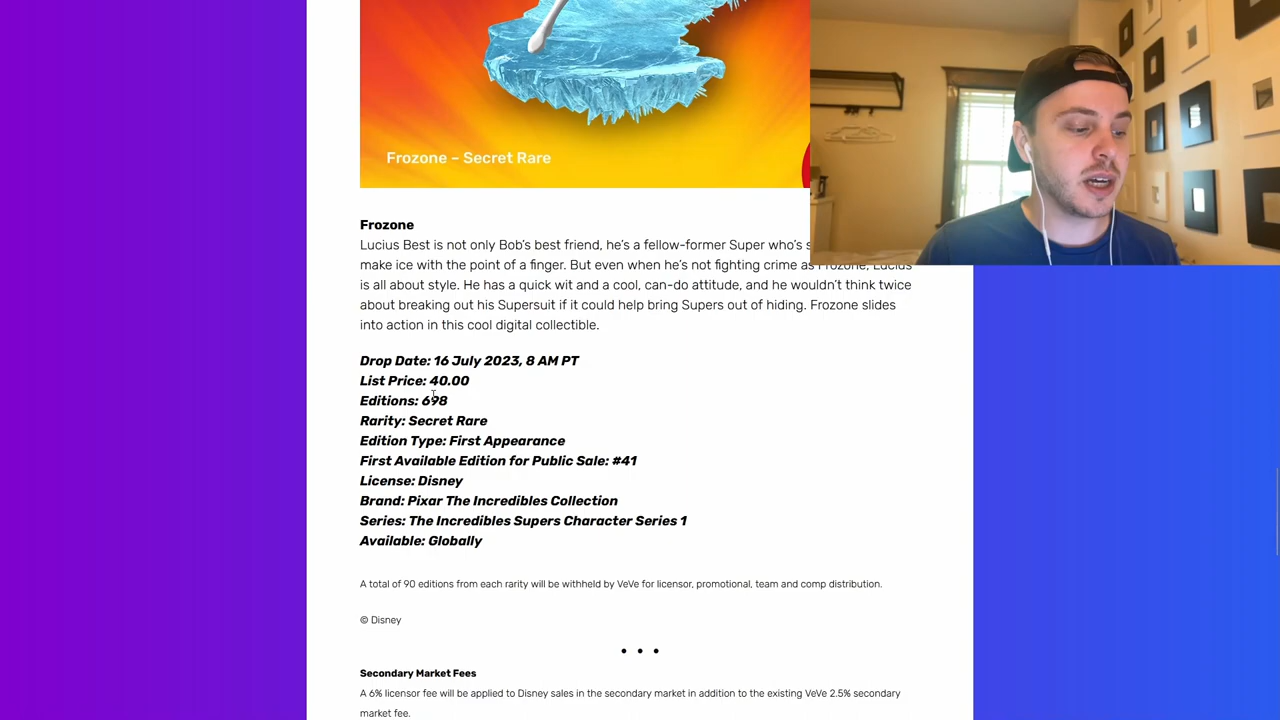 Frozone – Secret Rare
Frozone
Lucius Best is not only Bob's best friend, he's a fellow-former Super who's
make ice with the point of a finger. But even when he's not fighting crime as Frozone, Lucius
is all about style. He has a quick wit and a cool, can-do attitude, and he wouldn't think twice
about breaking out his Supersuit if it could help bring Supers out of hiding. Frozone slides
into action in this cool digital collectible.
Drop Date: 16 July 2023, 8 AM PT
List Price: 40.00
Editions: 698
Rarity: Secret Rare
Edition Type: First Appearance
First Available Edition for Public Sale: #41
License: Disney
Brand: Pixar The Incredibles Collection
Series: The Incredibles Supers Character Series 1
Available: Globally
A total of 90 editions from each rarity will be withheld by VeVe for licensor, promotional, team and comp distribution.
© Disney
• • •
Secondary Market Fees
A 6% licensor fee will be applied to Disney sales in the secondary market in addition to the existing VeVe 2.5% secondary
market fee.